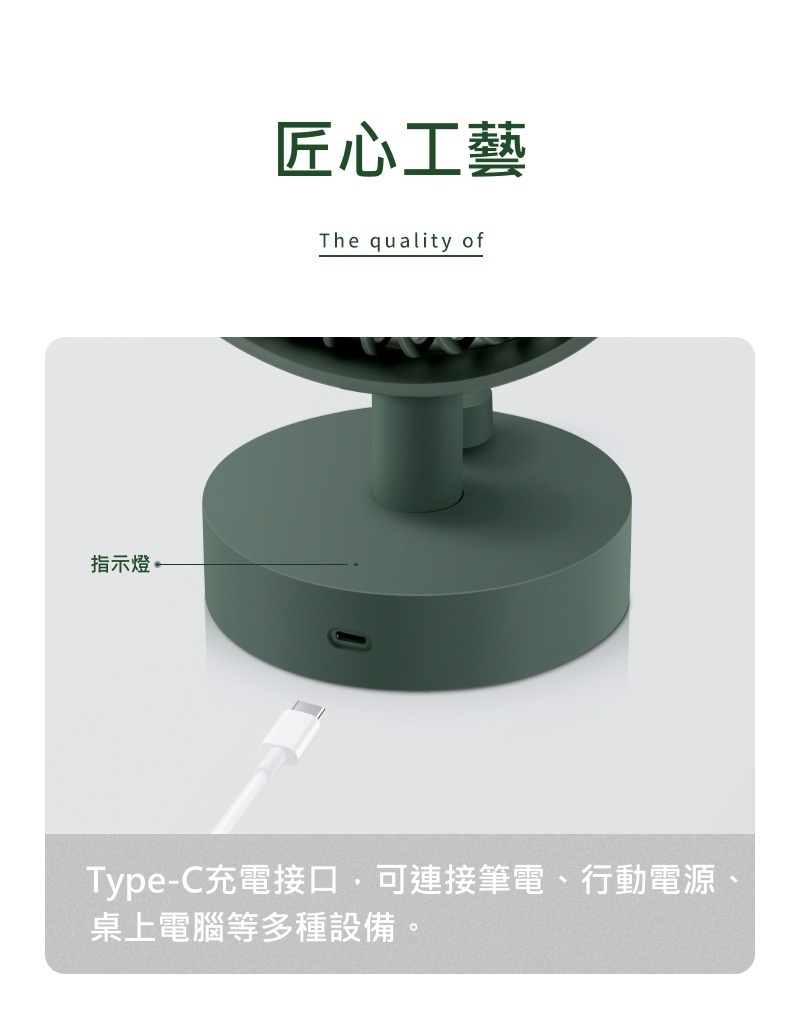 匠心工藝
The quality of
指示燈
Type-C充電接口，可連接筆電、行動電源、
桌上電腦等多種設備。